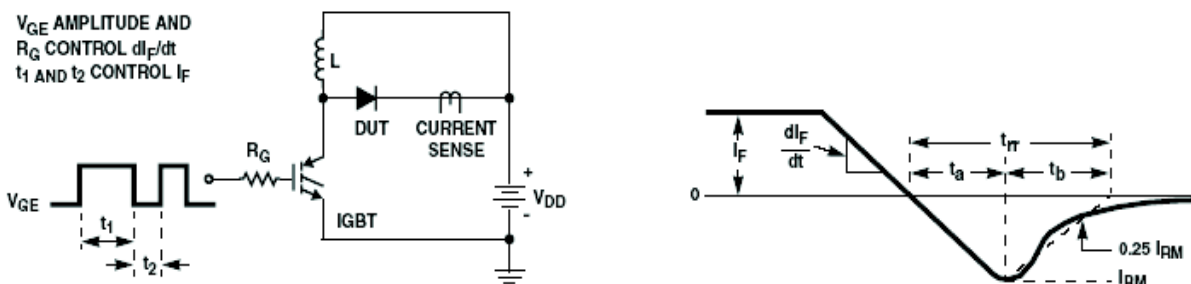 VGE AMPLITUDE AND
RG CONTROL dIF/dt
t1 AND t2 CONTROL IF
L
DUT
CURRENT
SENSE
RG
VGE
t1
t2
IGBT
+
VDD
-
IF
dIF
dt
trr
ta
tb
0
0.25 IRM
IRM